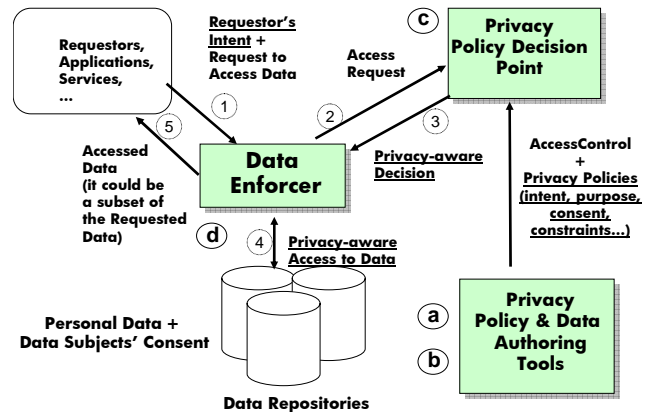 Requestors,
Applications,
Services,
...
Requestor's
Intent +
Request to
Access Data
Access
Request
c
Privacy
Policy Decision
Point
1
2
3
5
Accessed
Data
(it could be
a subset of
the Requested
Data)
Data
Enforcer
Privacy-aware
Decision
AccessControl
+
Privacy Policies
(intent, purpose,
consent,
constraints...)
d
4
Privacy-aware
Access to Data
Personal Data +
Data Subjects' Consent
Data Repositories
a
b
Privacy
Policy & Data
Authoring
Tools